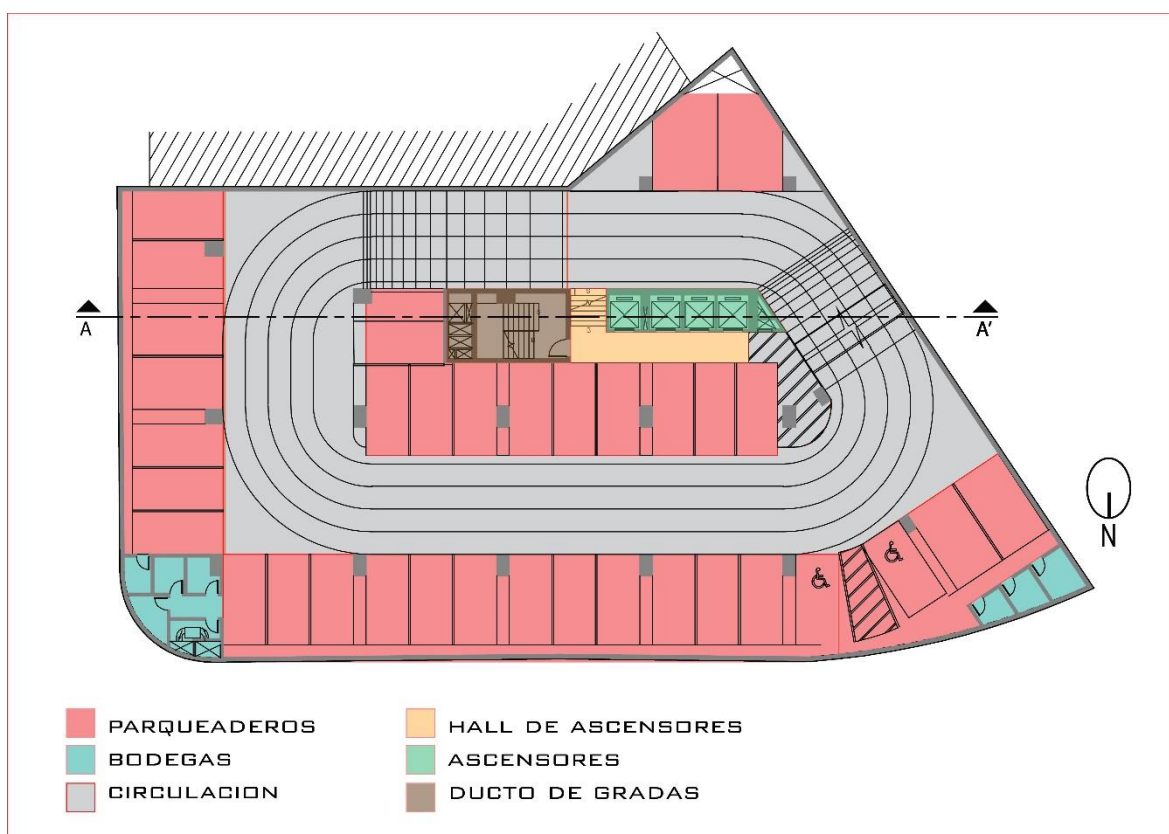 A
A'
N
PARQUEADEROS
BODEGAS
CIRCULACION
HALL DE ASCENSORES
ASCENSORES
DUCTO DE GRADAS